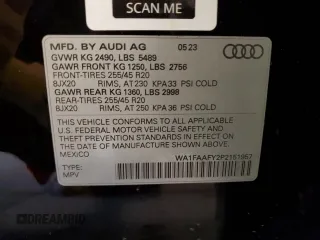 SCAN ME
MFD. BY AUDI AG 05 23
GVWR KG 2490, LBS 5489
GAWR FRONT KG 1250, LBS 2756
FRONT-TIRES 255/45 R20
8JX20 RIMS, AT 230 KPA33 PSI COLD
GAWR REAR KG 1360, LBS 2998
REAR-TIRES 255/45 R20
8JX20 RIMS, AT 250 KPA 36 PSI COLD
THIS VEHICLE CONFORMS TO ALL APPLICABLE
U.S. FEDERAL MOTOR VEHICLE SAFETY
AND THEFT PREVENTION STANDARDS IN EFFECT
ON THE DATE OF MANUFACTURE SHOWN ABOVE.
MEXICO
WA1FAAFY2P2151957
TYPE:
MPV
© DREAMBID